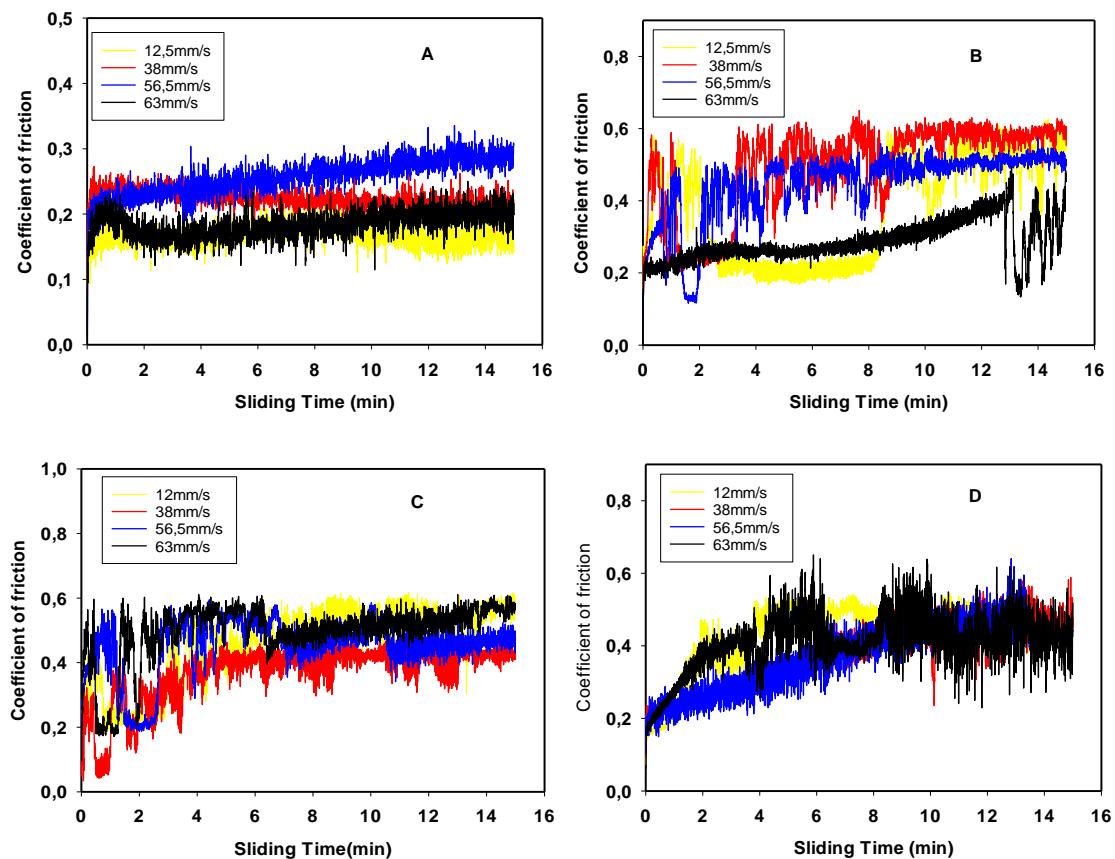 0,5
0,4
0,3
0,2
0,1
0,0
Coefficient of friction
12,5mm/s
38mm/s
56,5mm/s
63mm/s
A
0 2 4 6 8 10 12 14 16
Sliding Time (min)
0,8
0,6
0,4
0,2
0,0
Coefficient of friction
12,5mm/s
38mm/s
56,5mm/s
63mm/s
B
0 2 4 6 8 10 12 14 16
Sliding Time (min)
1,0
0,8
0,6
0,4
0,2
0,0
Coefficient of friction
12mm/s
38mm/s
56,5mm/s
63mm/s
C
0 2 4 6 8 10 12 14 16
Sliding Time(min)
0,8
0,6
0,4
0,2
0,0
Coefficient of friction
12mm/s
38mm/s
56,5mm/s
63mm/s
D
0 2 4 6 8 10 12 14 16
Sliding Time (min)